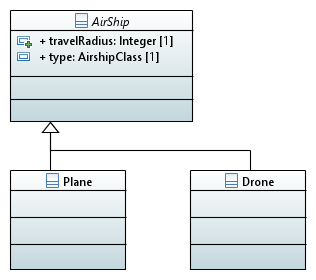 AirShip
+ travelRadius: Integer [1]
+ type: AirshipClass [1]
Plane
Drone